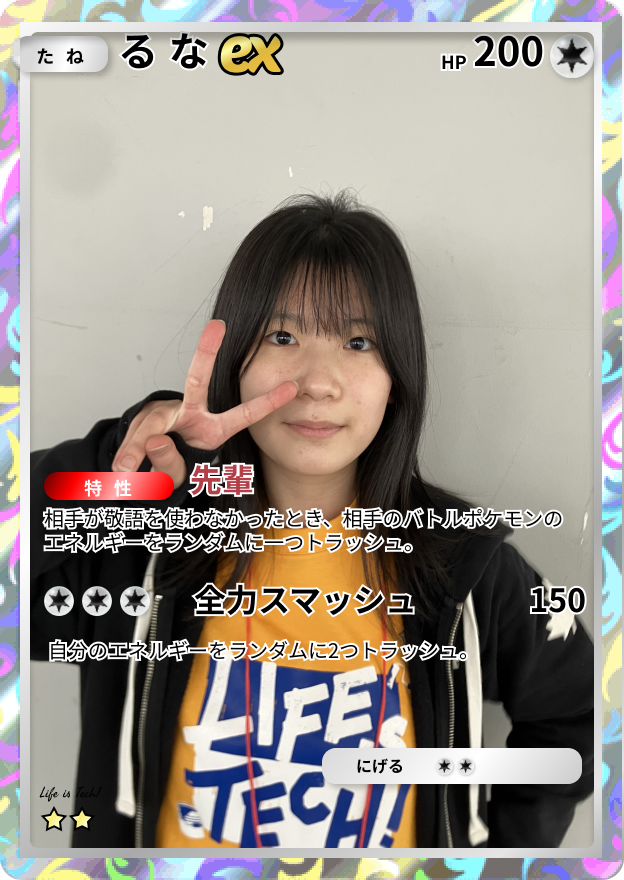 たね るな ex HP 200
特性 先輩
相手が敬語を使わなかったとき、相手のバトルポケモンの
エネルギーをランダムに一つトラッシュ。
全力スマッシュ 150
自分のエネルギーをランダムに2つトラッシュ。
LIFE'S
TECH!
にげる
Life is Tech!